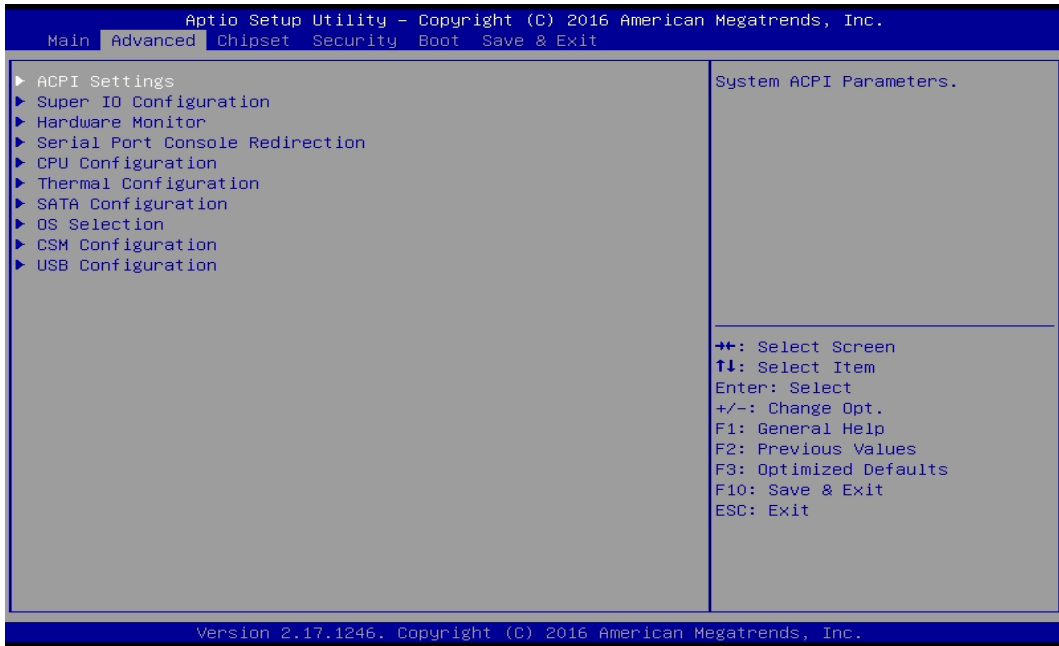 Aptio Setup Utility – Copyright (C) 2016 American Megatrends, Inc.
Main Advanced Chipset Security Boot Save & Exit
► ACPI Settings
► Super IO Configuration
► Hardware Monitor
► Serial Port Console Redirection
► CPU Configuration
► Thermal Configuration
► SATA Configuration
► OS Selection
► CSM Configuration
► USB Configuration
System ACPI Parameters.
→←: Select Screen
↑↓: Select Item
Enter: Select
+/-: Change Opt.
F1: General Help
F2: Previous Values
F3: Optimized Defaults
F10: Save & Exit
ESC: Exit
Version 2.17.1246. Copyright (C) 2016 American Megatrends, Inc.